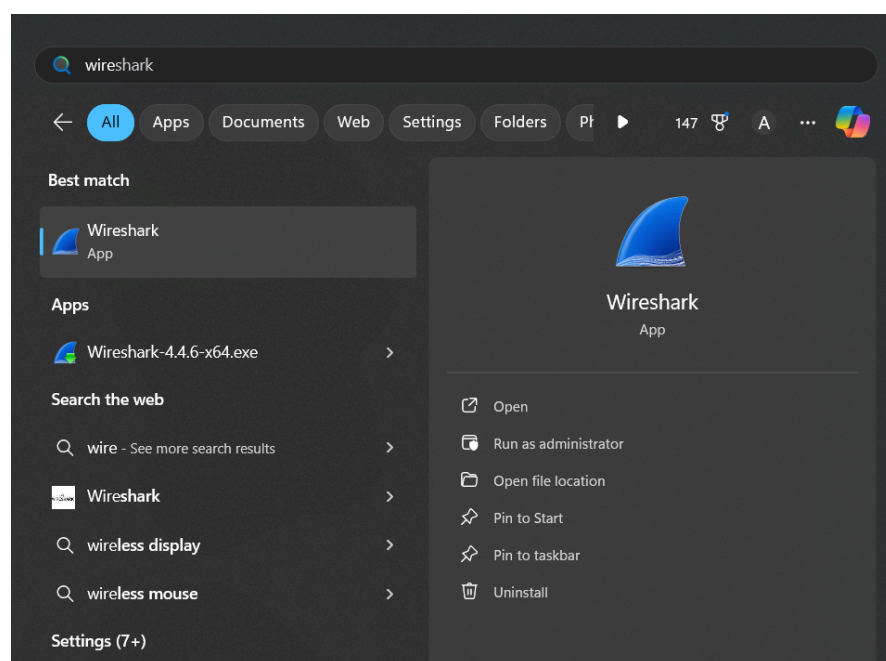 wireshark
All Apps Documents Web Settings Folders 147 A ...
Best match
Wireshark
App
Apps
Wireshark-4.4.6-x64.exe
Search the web
wire - See more search results
Wireshark
wireless display
wireless mouse
Settings (7+)
Wireshark
App
Open
Run as administrator
Open file location
Pin to Start
Pin to taskbar
Uninstall